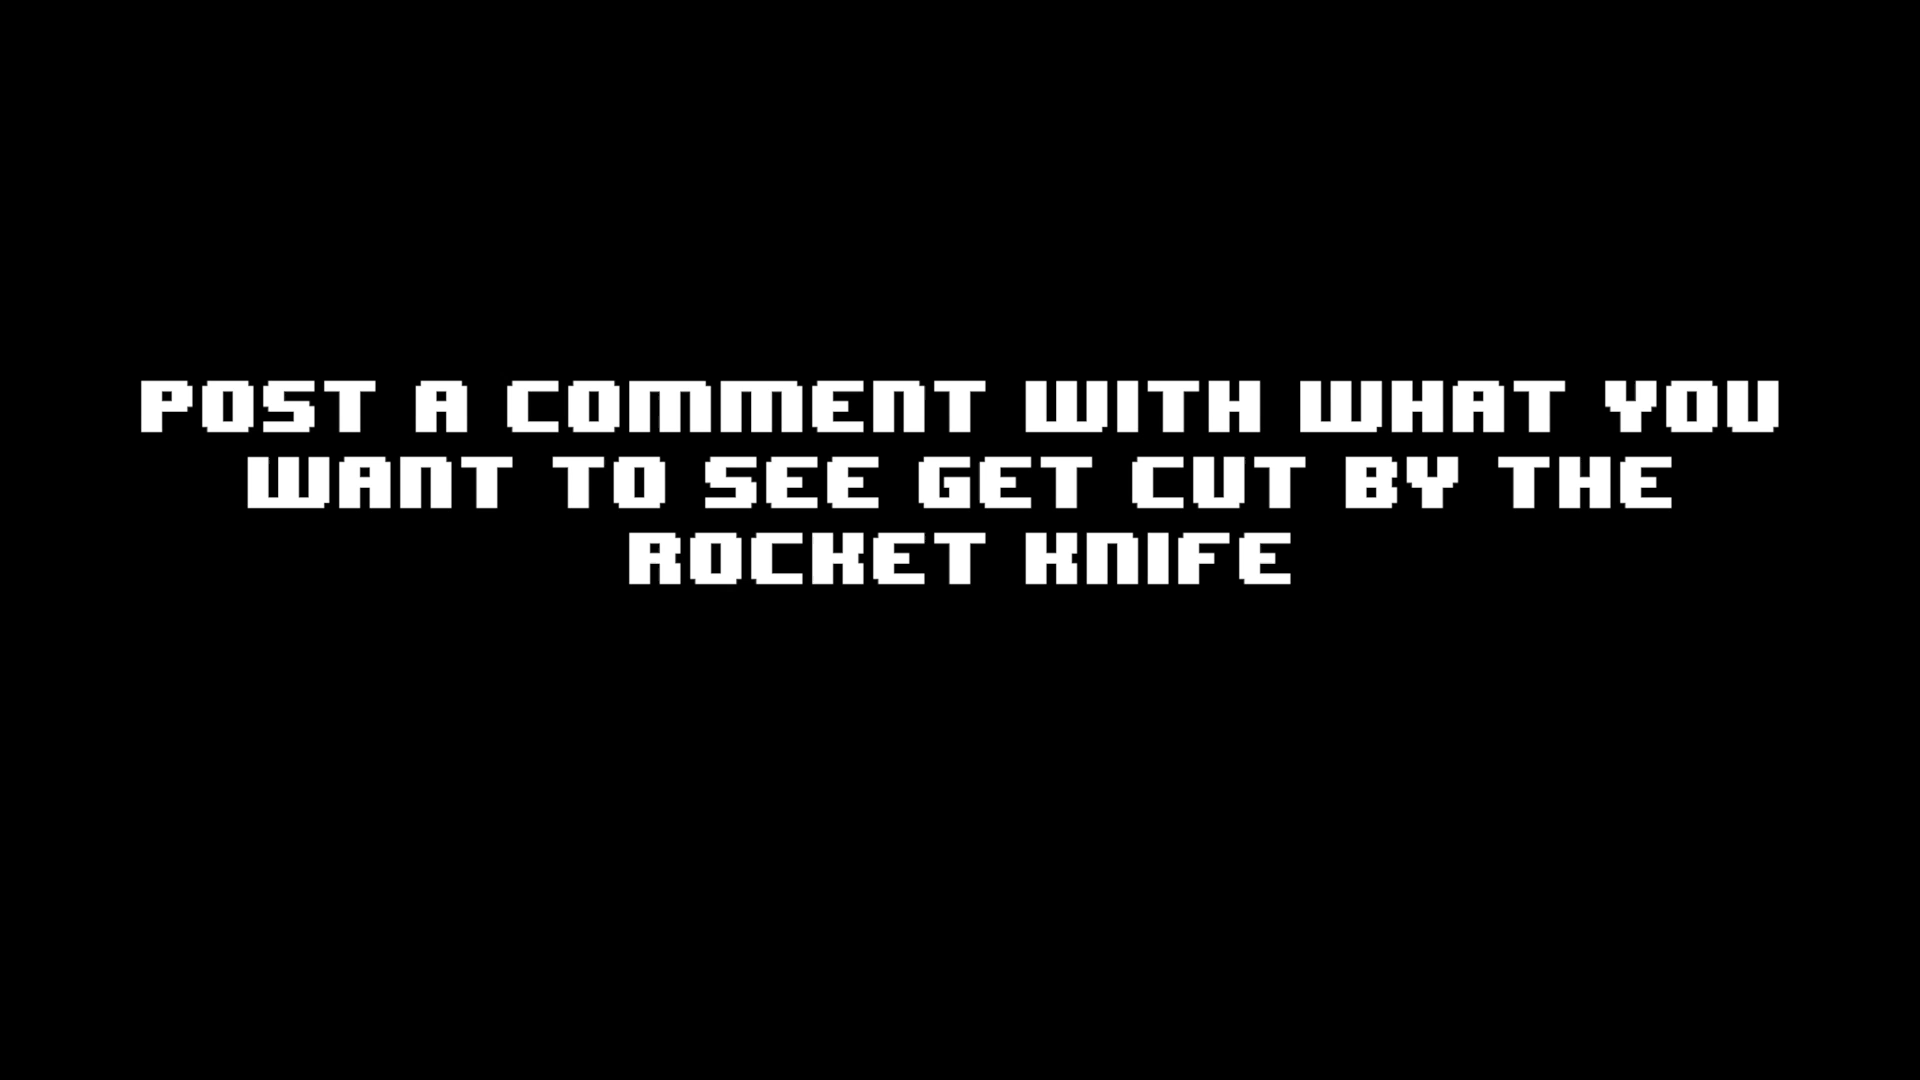 POST A COMMENT WITH WHAT YOU
WANT TO SEE GET CUT BY THE
ROCKET KNIFE